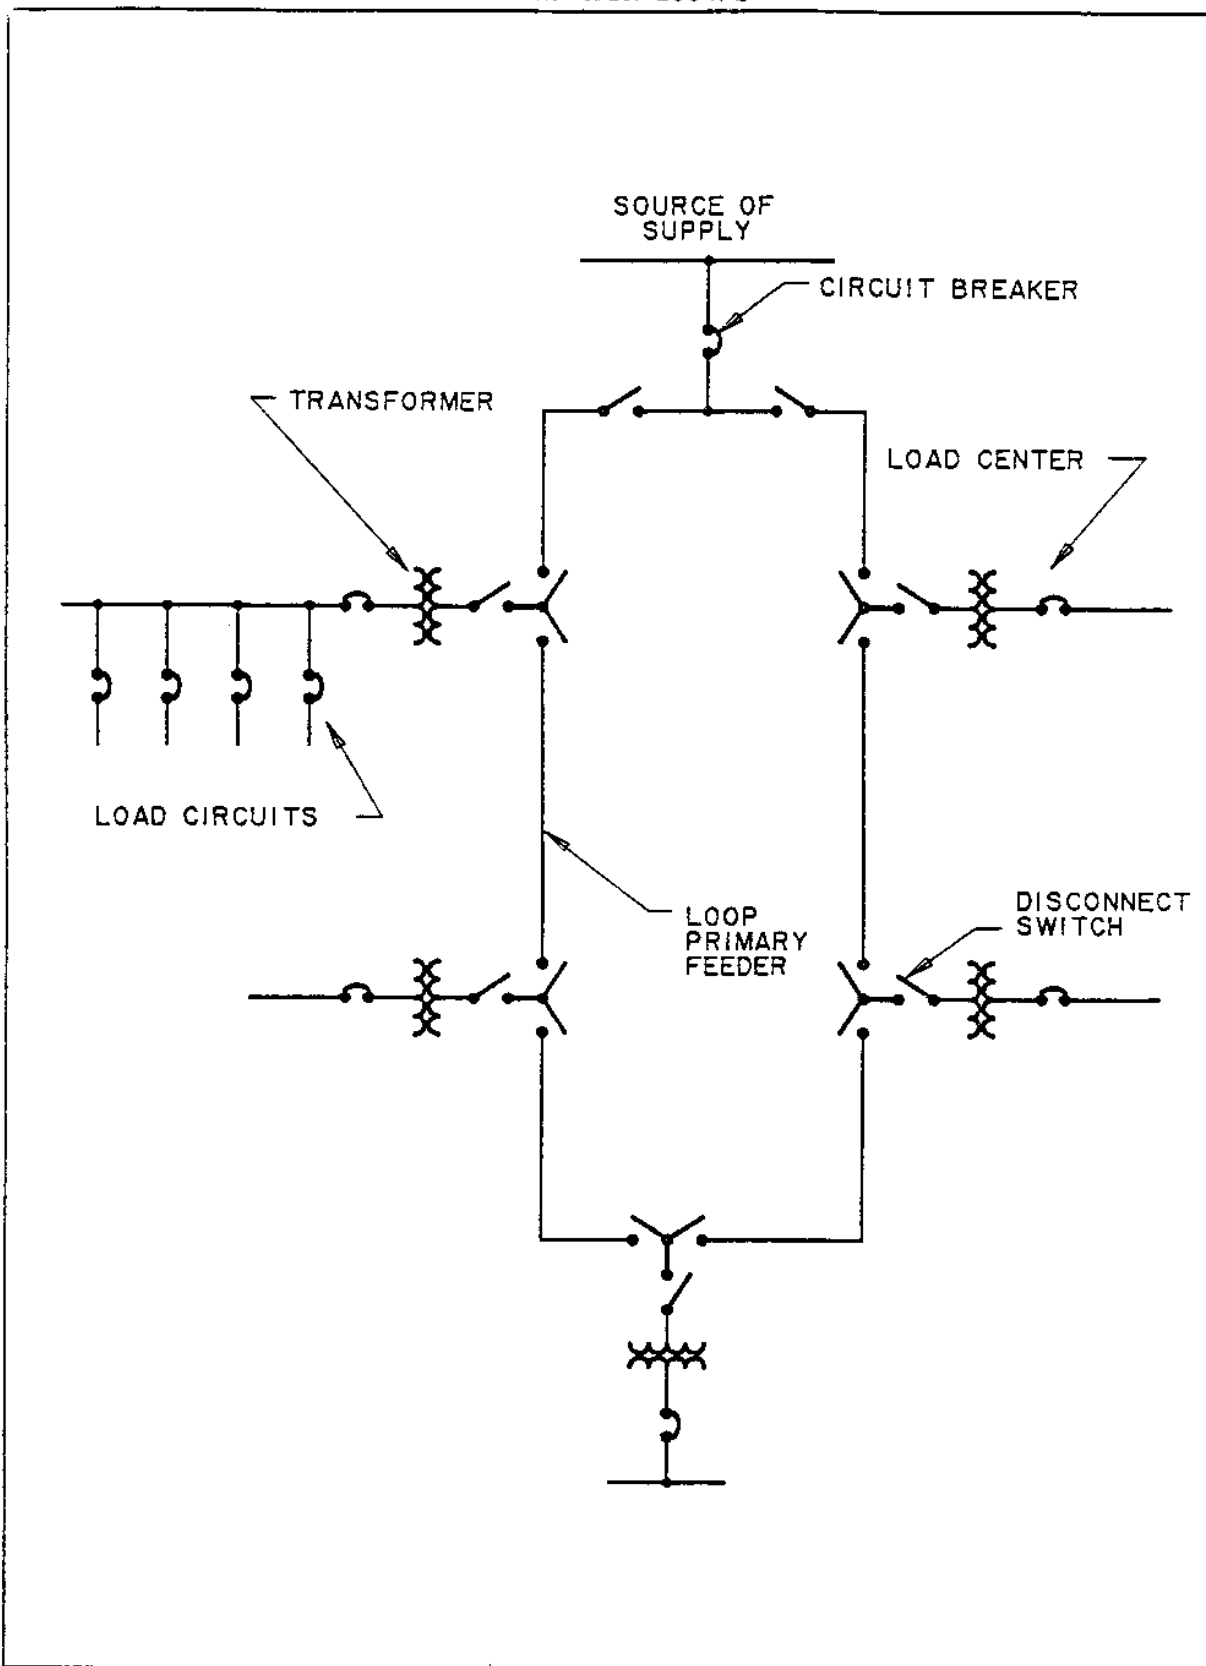 SOURCE OF
SUPPLY
CIRCUIT BREAKER
TRANSFORMER
LOAD CENTER
LOAD CIRCUITS
LOOP
PRIMARY
FEEDER
DISCONNECT
SWITCH